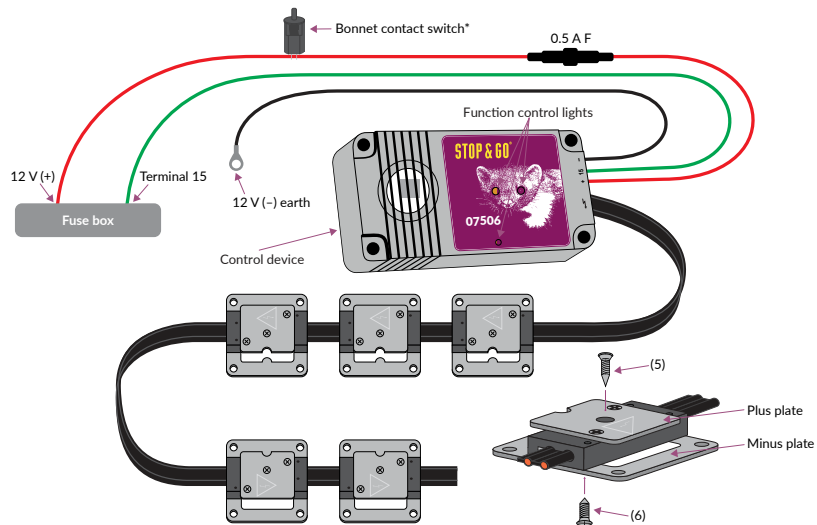 Bonnet contact switch*
0.5 A F
Function control lights
STOP & GO®
12 V (+)
Terminal 15
12 V (–) earth
Fuse box
07506
–
15
+
Control device
(5)
Plus plate
Minus plate
(6)